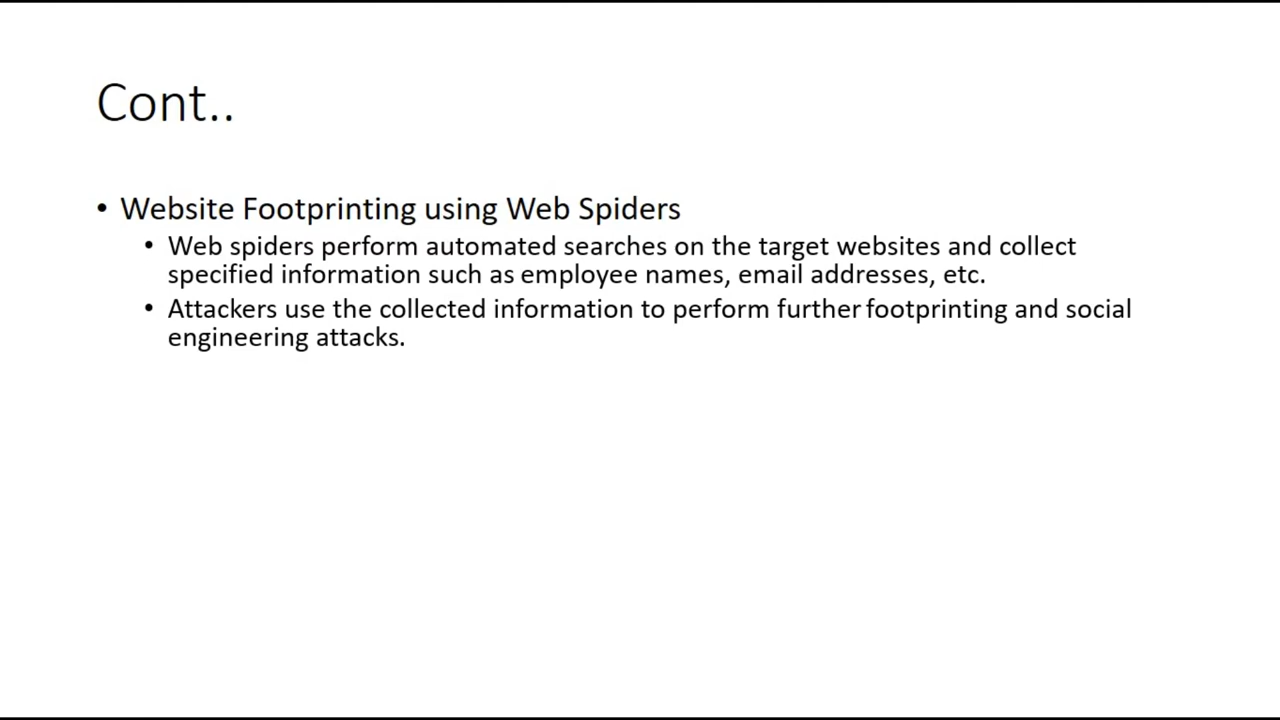 Cont..
• Website Footprinting using Web Spiders
• Web spiders perform automated searches on the target websites and collect
specified information such as employee names, email addresses, etc.
• Attackers use the collected information to perform further footprinting and social
engineering attacks.